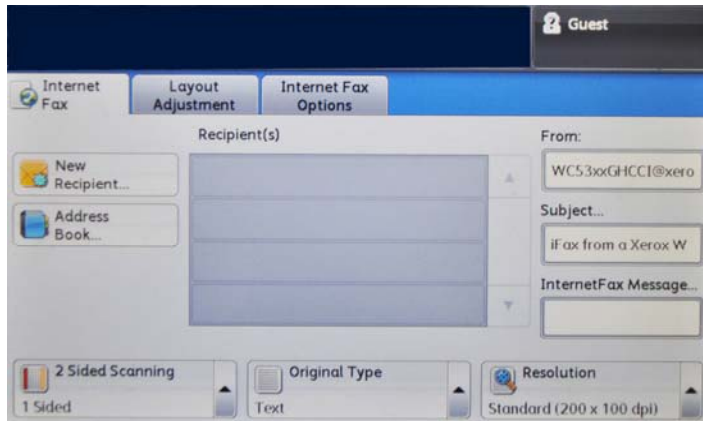 Guest
Internet
Fax
Layout
Adjustment
Internet Fax
Options
Recipient(s)
From:
New
Recipient...
WC53xxGHCCI@xero
Address
Book...
Subject...
iFax from a Xerox W
InternetFax Message...
2 Sided Scanning
1 Sided
Original Type
Text
Resolution
Standard (200 x 100 dpi)